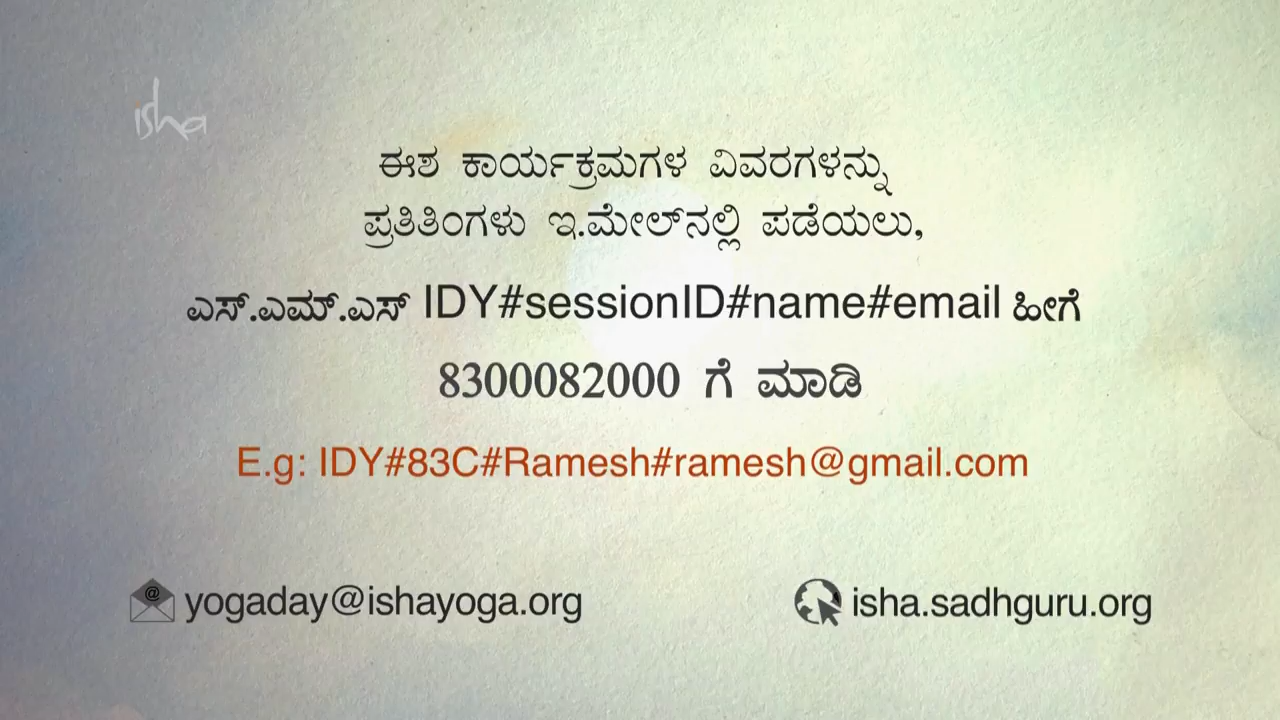 isha
ಈಶ ಕಾರ್ಯಕ್ರಮಗಳ ವಿವರಗಳನ್ನು
ಪ್ರತಿತಿಂಗಳು ಇ.ಮೇಲ್‌ನಲ್ಲಿ ಪಡೆಯಲು,
ಎಸ್.ಎಮ್.ಎಸ್ IDY#sessionID#name#email ಹೀಗೆ
8300082000 ಗೆ ಮಾಡಿ
E.g: IDY#83C#Ramesh#ramesh@gmail.com
yogaday@ishayoga.org isha.sadhguru.org